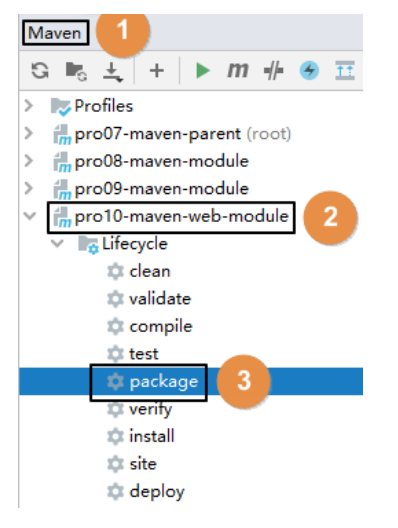 Maven 1
m
Profiles
pro07-maven-parent (root)
pro08-maven-module
pro09-maven-module
pro10-maven-web-module 2
Lifecycle
clean
validate
compile
test
package 3
verify
install
site
deploy